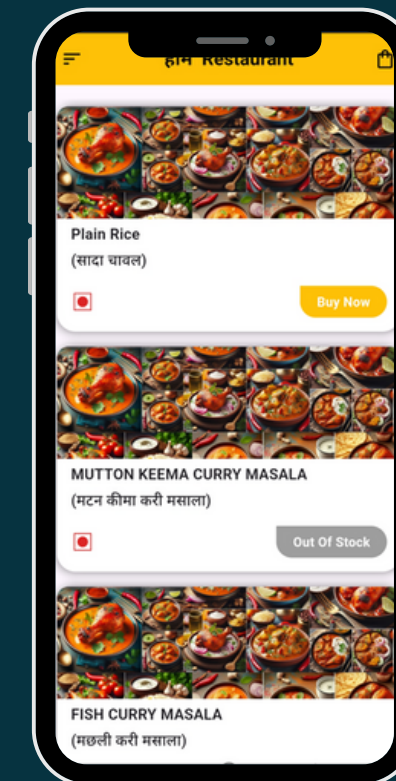 होम Restaurant
Plain Rice
(सादा चावल)
Buy Now
MUTTON KEEMA CURRY MASALA
(मटन कीमा करी मसाला)
Out Of Stock
FISH CURRY MASALA
(मछली करी मसाला)